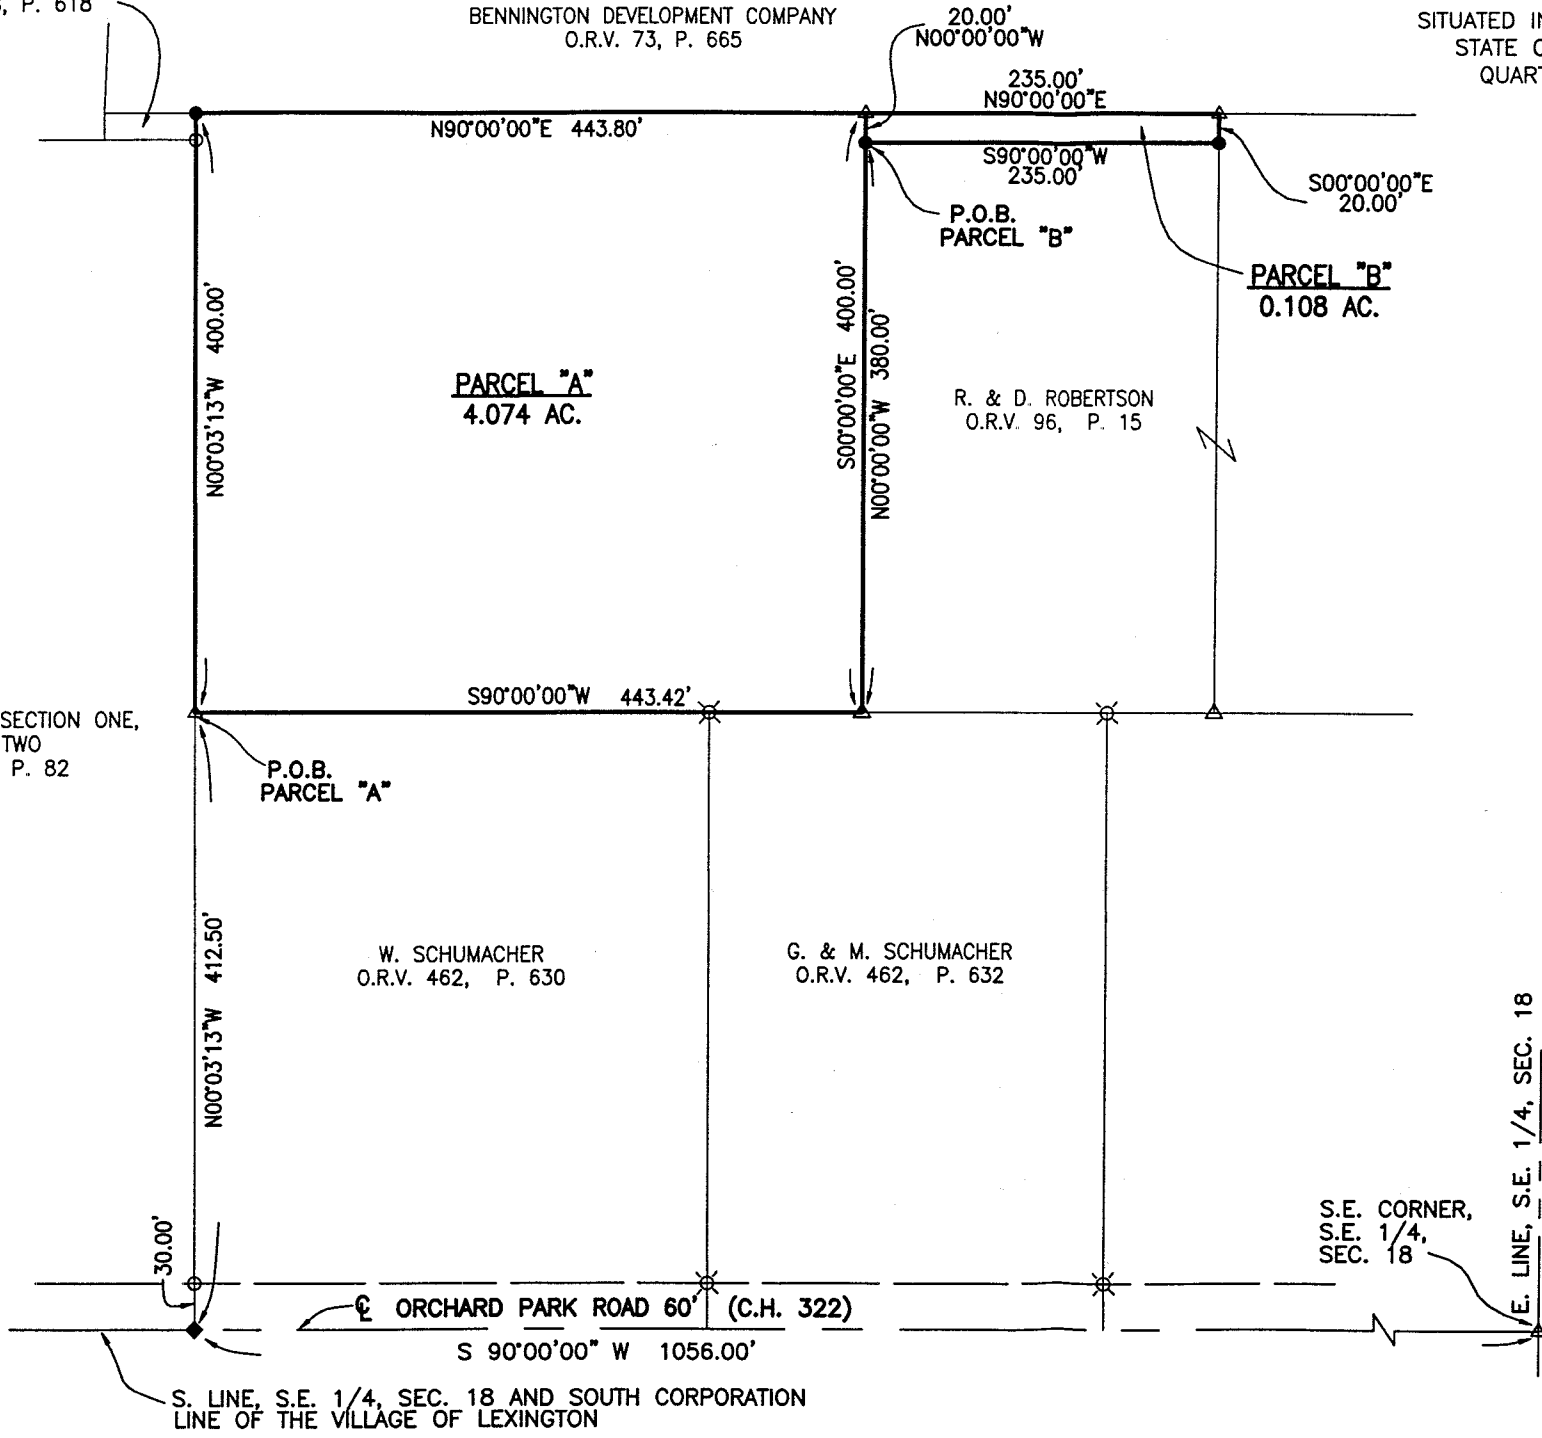 P. 618
BENNINGTON DEVELOPMENT COMPANY
O.R.V. 73, P. 665
20.00'
N00°00'00"W
SITUATED IN
STATE O
QUART
235.00'
N90°00'00"E
N90°00'00"E 443.80'
S90°00'00"W
235.00'
S00°00'00"E
20.00'
P.O.B.
PARCEL "B"
PARCEL "B"
0.108 AC.
N00°03'13"W 400.00'
S00°00'00"E 400.00'
N00°00'00"W 380.00'
PARCEL "A"
4.074 AC.
R. & D. ROBERTSON
O.R.V. 96, P. 15
S90°00'00"W 443.42'
SECTION ONE,
TWO
P. 82
P.O.B.
PARCEL "A"
N00°03'13"W 412.50'
W. SCHUMACHER
O.R.V. 462, P. 630
G. & M. SCHUMACHER
O.R.V. 462, P. 632
E. LINE, S.E. 1/4, SEC. 18
S.E. CORNER,
S.E. 1/4,
SEC. 18
30.00'
℄ ORCHARD PARK ROAD 60' (C.H. 322)
S 90°00'00" W 1056.00'
S. LINE, S.E. 1/4, SEC. 18 AND SOUTH CORPORATION
LINE OF THE VILLAGE OF LEXINGTON